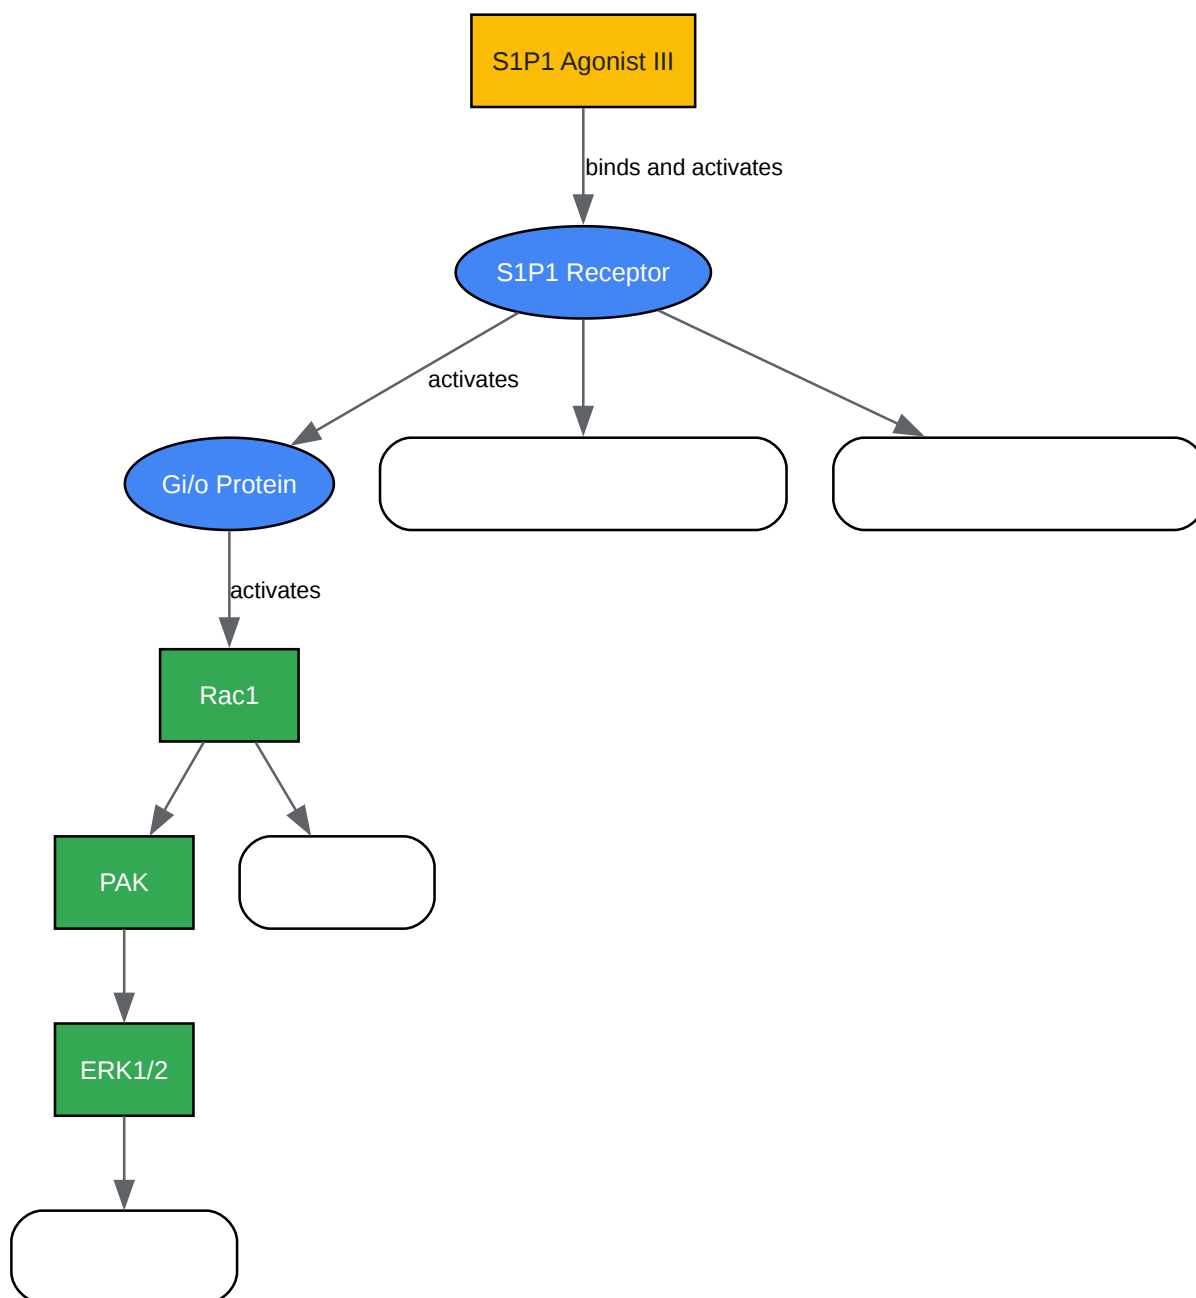 S1P1 Agonist III
binds and activates
S1P1 Receptor
activates
Gi/o Protein
activates
Rac1
PAK
ERK1/2